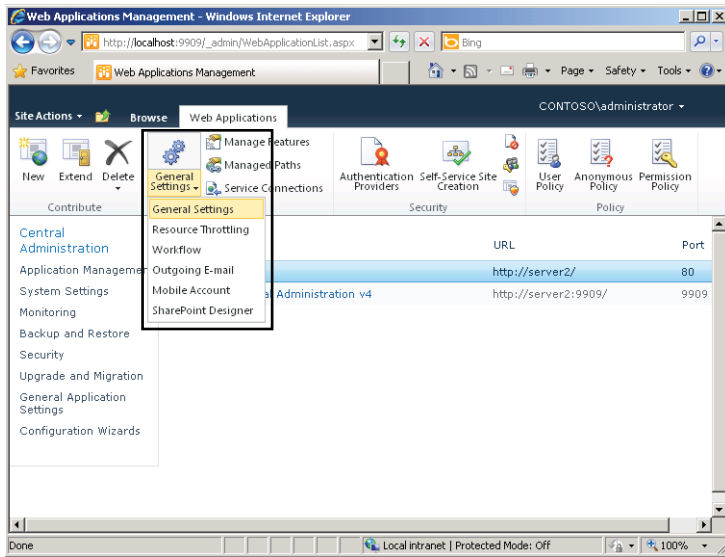 Web Applications Management - Windows Internet Explorer
http://localhost:9909/_admin/WebApplicationList.aspx
Bing
Favorites
Web Applications Management
Page
Safety
Tools
CONTOSO\administrator
Site Actions
Browse
Web Applications
New
Extend
Delete
General Settings
Manage Features
Managed Paths
Service Connections
Authentication Providers
Self-Service Site Creation
User Policy
Anonymous Policy
Permission Policy
Contribute
Security
Policy
General Settings
Resource Throttling
Workflow
Outgoing E-mail
Mobile Account
SharePoint Designer
Central Administration
Application
System Settings
Monitoring
Backup and Restore
Security
Upgrade and Migration
General Application Settings
Configuration Wizards
URL
Port
http://server2/
80
Administration v4
http://server2:9909/
9909
Done
Local intranet | Protected Mode: Off
100%